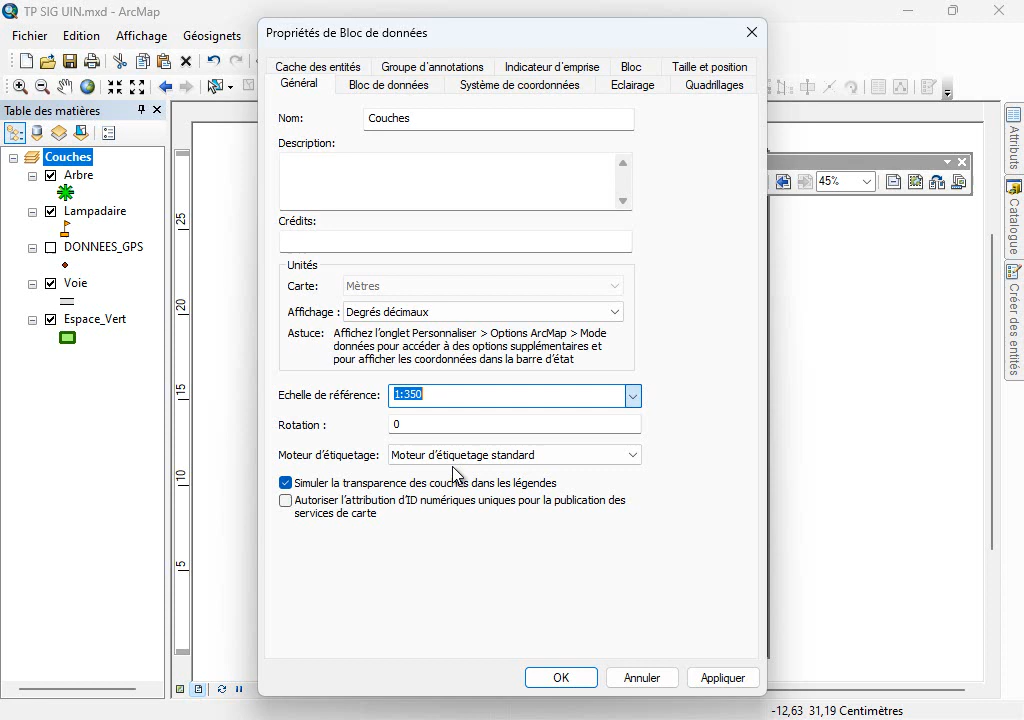 TP SIG UIN.mxd - ArcMap
Fichier Edition Affichage Géosignets
45%
Table des matières
Couches
Arbre
Lampadaire
DONNEES_GPS
Voie
Espace_Vert
25
20
15
10
5
Propriétés de Bloc de données
Cache des entités Groupe d'annotations Indicateur d'emprise Bloc Taille et position
Général Bloc de données Système de coordonnées Eclairage Quadrillages
Nom: Couches
Description:
Crédits:
Unités
Carte: Mètres
Affichage : Degrés décimaux
Astuce: Affichez l'onglet Personnaliser > Options ArcMap > Mode
données pour accéder à des options supplémentaires et
pour afficher les coordonnées dans la barre d'état
Echelle de référence: 1:350
Rotation : 0
Moteur d'étiquetage: Moteur d'étiquetage standard
Simuler la transparence des couches dans les légendes
Autoriser l'attribution d'ID numériques uniques pour la publication des
services de carte
OK Annuler Appliquer
Attributs
Catalogue
Créer des entités
-12,63 31,19 Centimètres